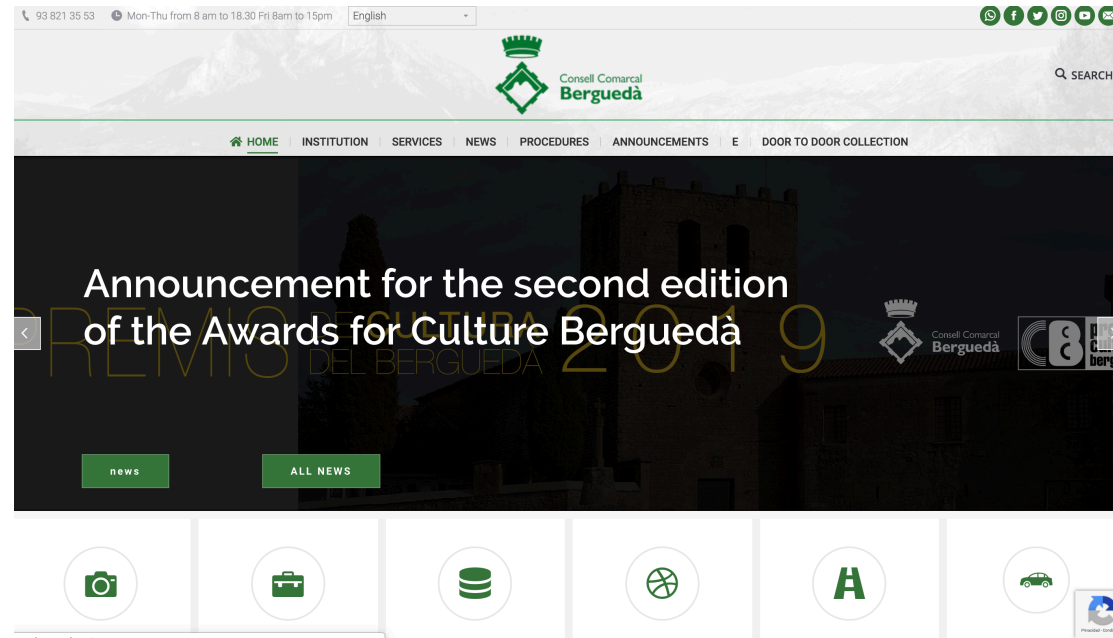 93 821 35 53
Mon-Thu from 8 am to 18.30 Fri 8am to 15pm
English
Consell Comarcal
Berguedà
SEARCH
HOME
INSTITUTION
SERVICES
NEWS
PROCEDURES
ANNOUNCEMENTS
E
DOOR TO DOOR COLLECTION
Announcement for the second edition
of the Awards for Culture Berguedà
PREMIS DE CULTURA
DEL BERGUEDÀ 2019
Consell Comarcal
Berguedà
news
ALL NEWS